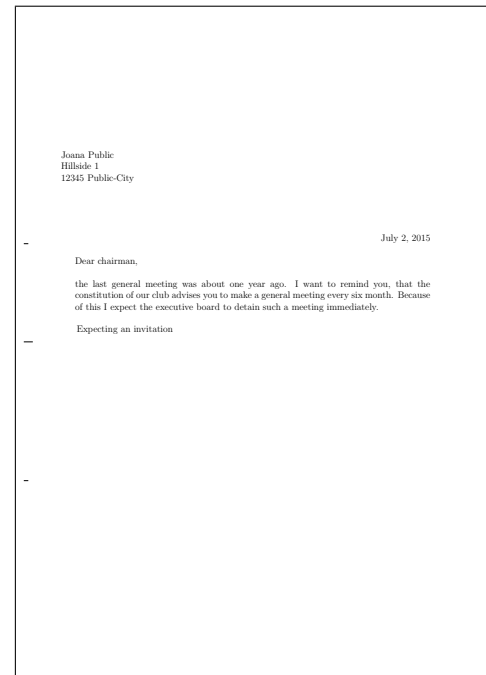 Joana Public
Hillside 1
12345 Public-City
July 2, 2015
Dear chairman,
the last general meeting was about one year ago. I want to remind you, that the
constitution of our club advises you to make a general meeting every six month. Because
of this I expect the executive board to detain such a meeting immediately.
Expecting an invitation